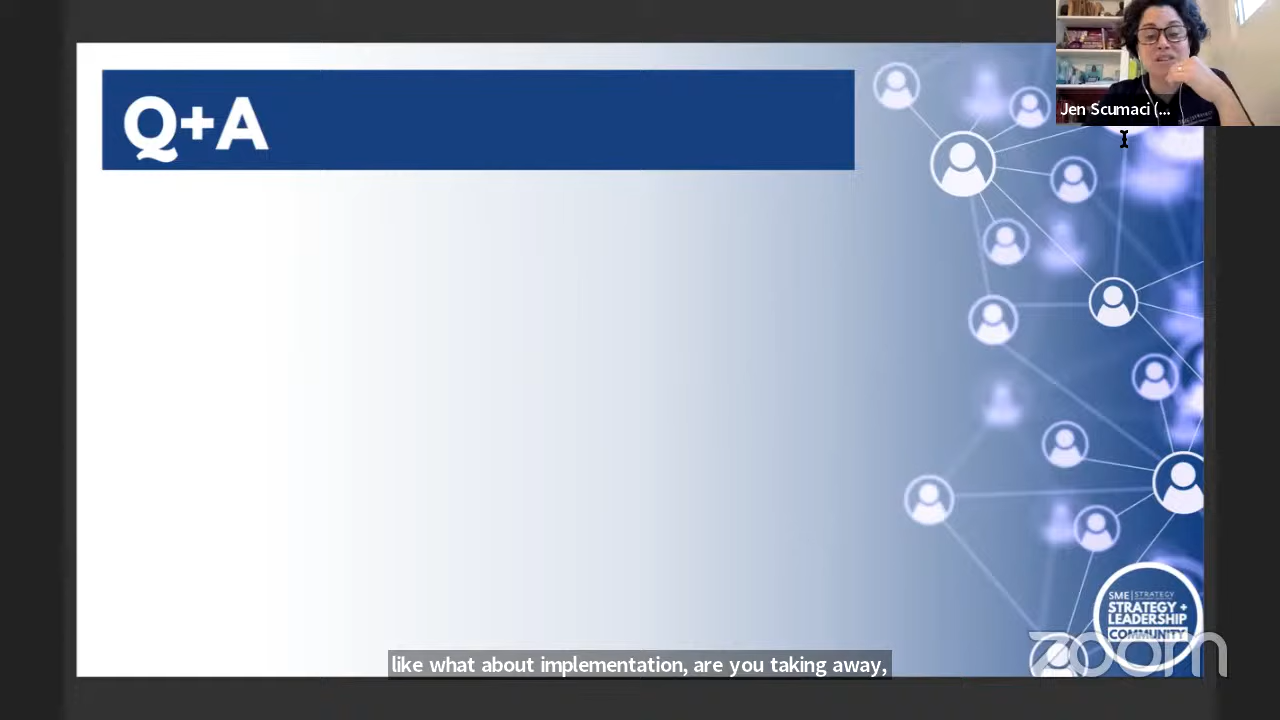 Jen Scumaci (...
Q+A
SME | STRATEGY
STRATEGY +
LEADERSHIP
COMMUNITY
zoom
like what about implementation, are you taking away,